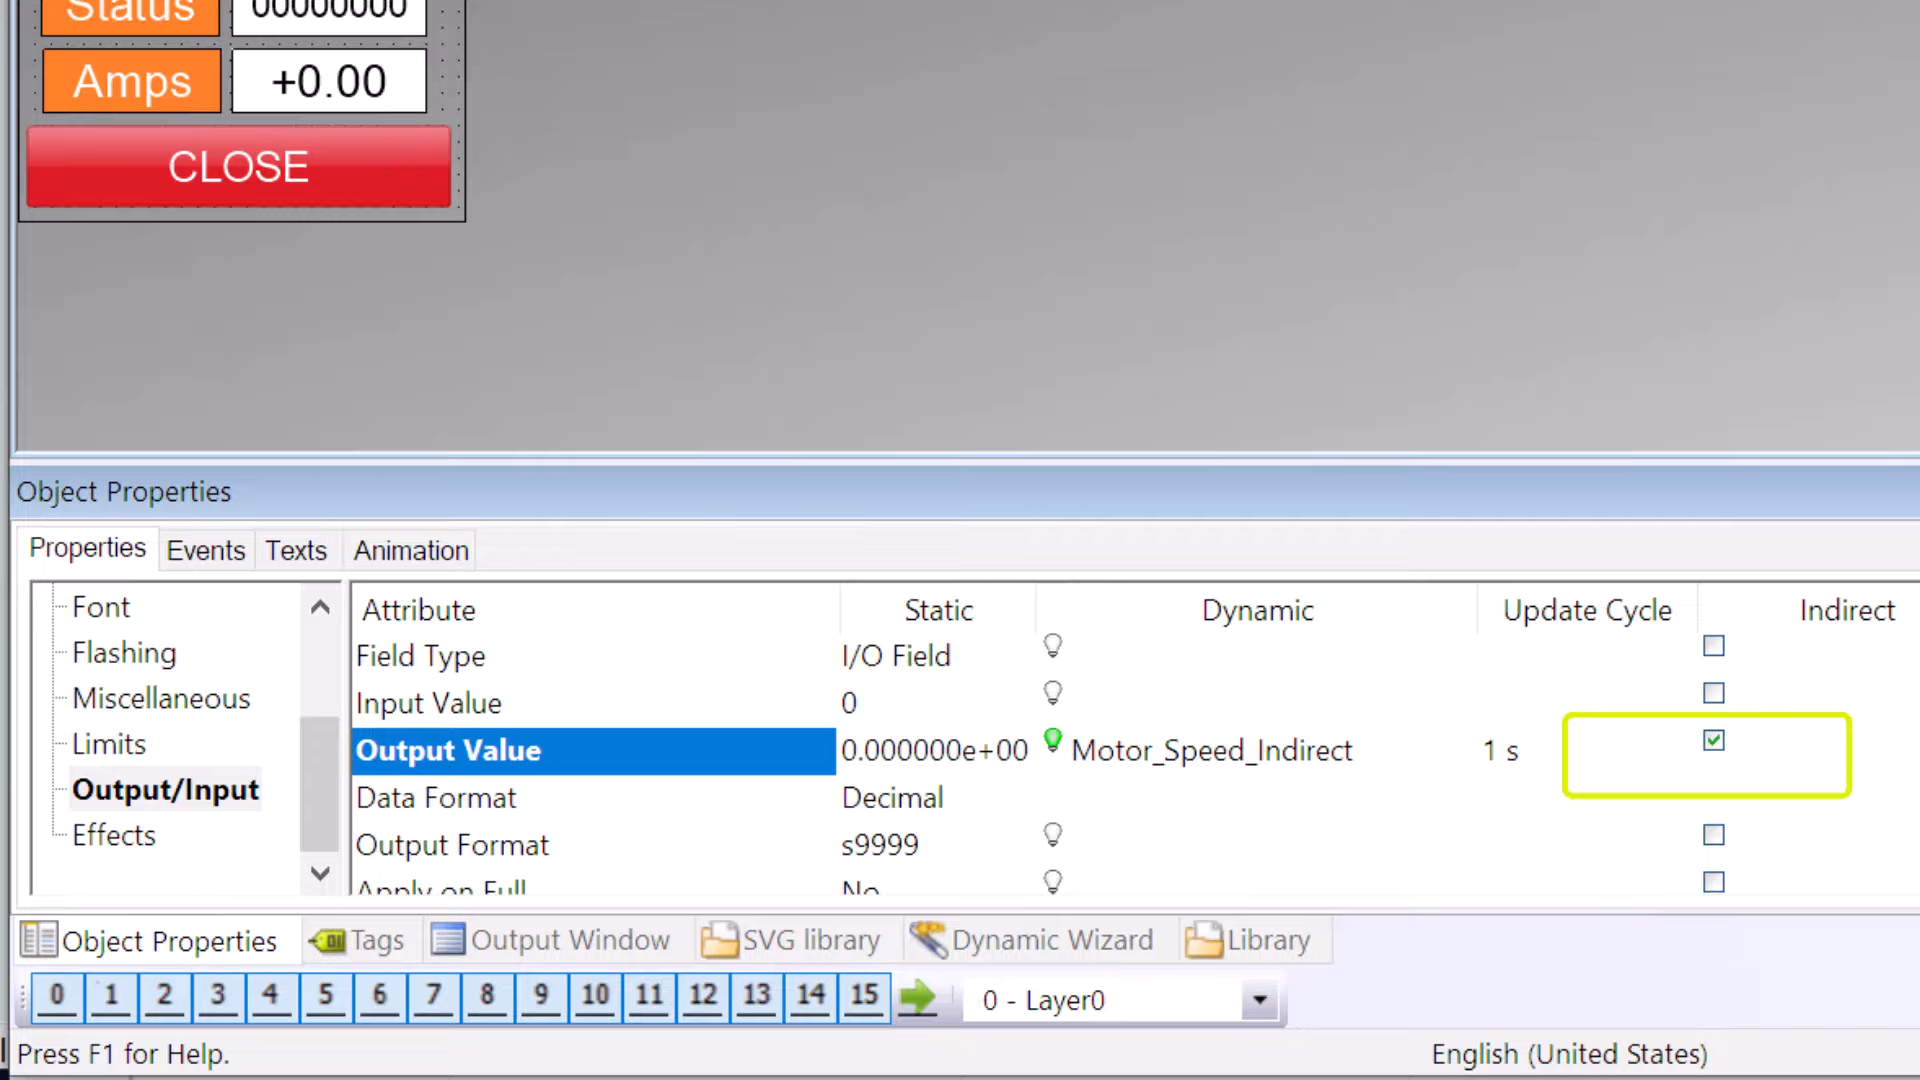 Status 00000000
Amps +0.00
CLOSE
Object Properties
Properties Events Texts Animation
Font
Flashing
Miscellaneous
Limits
Output/Input
Effects
Attribute Static Dynamic Update Cycle Indirect
Field Type I/O Field
Input Value 0
Output Value 0.000000e+00 Motor_Speed_Indirect 1 s
Data Format Decimal
Output Format s9999
Apply on Full No
Object Properties Tags Output Window SVG library Dynamic Wizard Library
0 1 2 3 4 5 6 7 8 9 10 11 12 13 14 15 0 - Layer0
Press F1 for Help. English (United States)